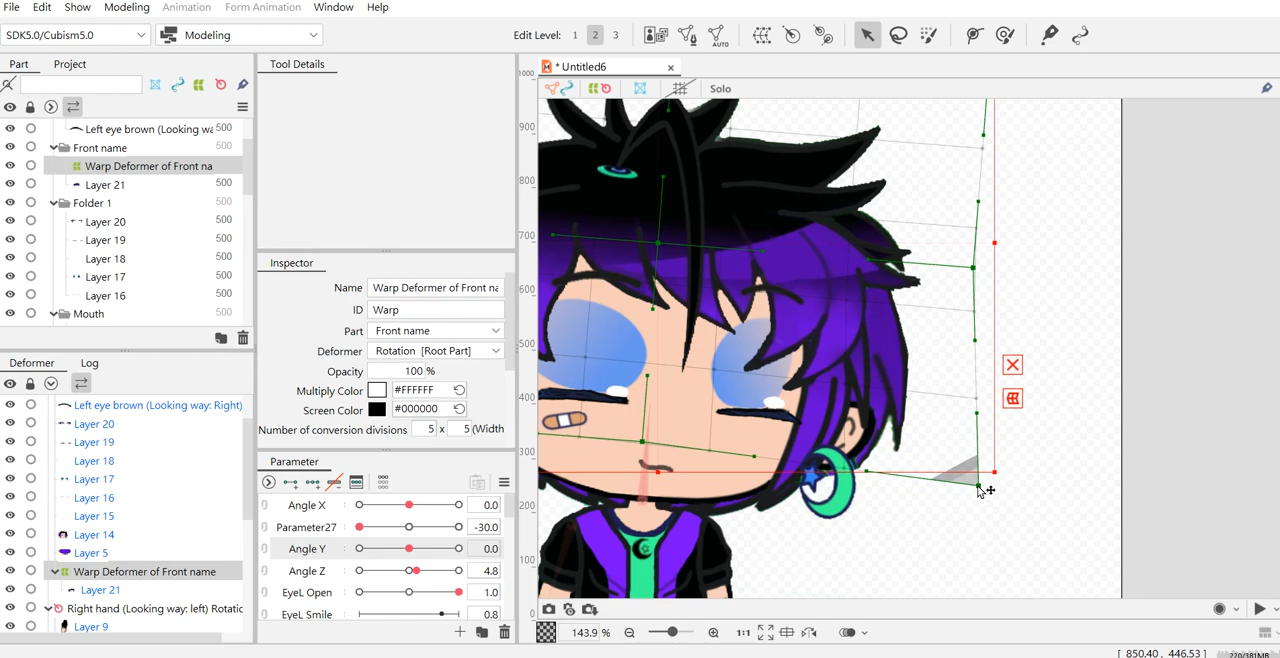 File Edit Show Modeling Animation Form Animation Window Help
SDK5.0/Cubism5.0 Modeling Edit Level: 1 2 3
AUTO
Part Project
Tool Details
* Untitled6
Solo
Left eye brown (Looking wa 500
Front name 500
Warp Deformer of Front na
Layer 21 500
Folder 1 500
Layer 20 500
Layer 19 500
Layer 18 500
Layer 17 500
Layer 16 500
Mouth 500
Deformer Log
Left eye brown (Looking way: Right)
Layer 20
Layer 19
Layer 18
Layer 17
Layer 16
Layer 15
Layer 14
Layer 5
Warp Deformer of Front name
Layer 21
Right hand (Looking way: left) Rotatic
Layer 9
Inspector
Name Warp Deformer of Front na
ID Warp
Part Front name
Deformer Rotation [Root Part]
Opacity 100 %
Multiply Color #FFFFFF
Screen Color #000000
Number of conversion divisions 5 x 5 (Width
Parameter
Angle X 0.0
Parameter27 -30.0
Angle Y 0.0
Angle Z 4.8
EyeL Open 1.0
EyeL Smile 0.8
1000
900
800
700
600
500
400
300
200
100
0
143.9 % 1:1
[ 850.40 , 446.53 ] 220/381MB